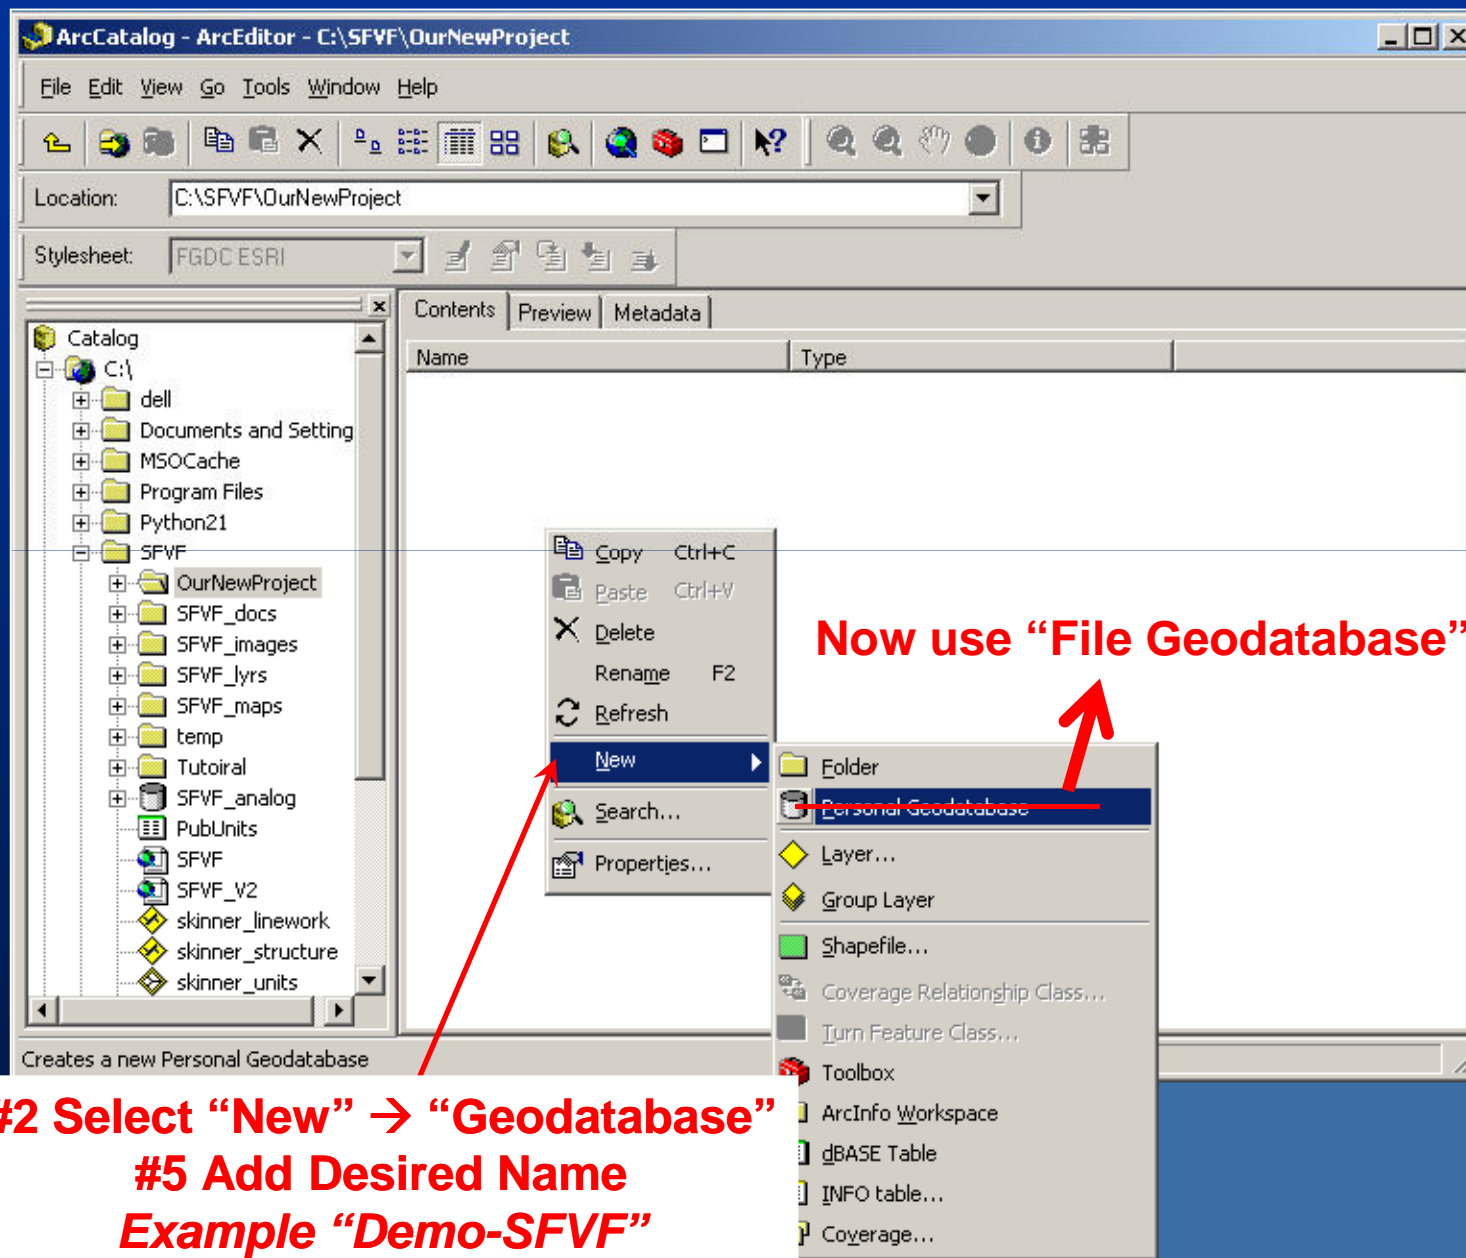 ArcCatalog - ArcEditor - C:\SFVF\OurNewProject
File Edit View Go Tools Window Help
Location: C:\SFVF\OurNewProject
Stylesheet: FGDC ESRI
Contents Preview Metadata
Name Type
Catalog
C:\
dell
Documents and Setting
MSOCache
Program Files
Python21
SFVF
OurNewProject
SFVF_docs
SFVF_images
SFVF_lyrs
SFVF_maps
temp
Tutoiral
SFVF_analog
PubUnits
SFVF
SFVF_V2
skinner_linework
skinner_structure
skinner_units
Copy Ctrl+C
Paste Ctrl+V
Delete
Rename F2
Refresh
New
Search...
Properties...
Now use “File Geodatabase”
Folder
Personal Geodatabase
Layer...
Group Layer
Shapefile...
Coverage Relationship Class...
Turn Feature Class...
Toolbox
ArcInfo Workspace
dBASE Table
INFO table...
Coverage...
Creates a new Personal Geodatabase
#2 Select “New” → “Geodatabase”
#5 Add Desired Name
Example “Demo-SFVF”